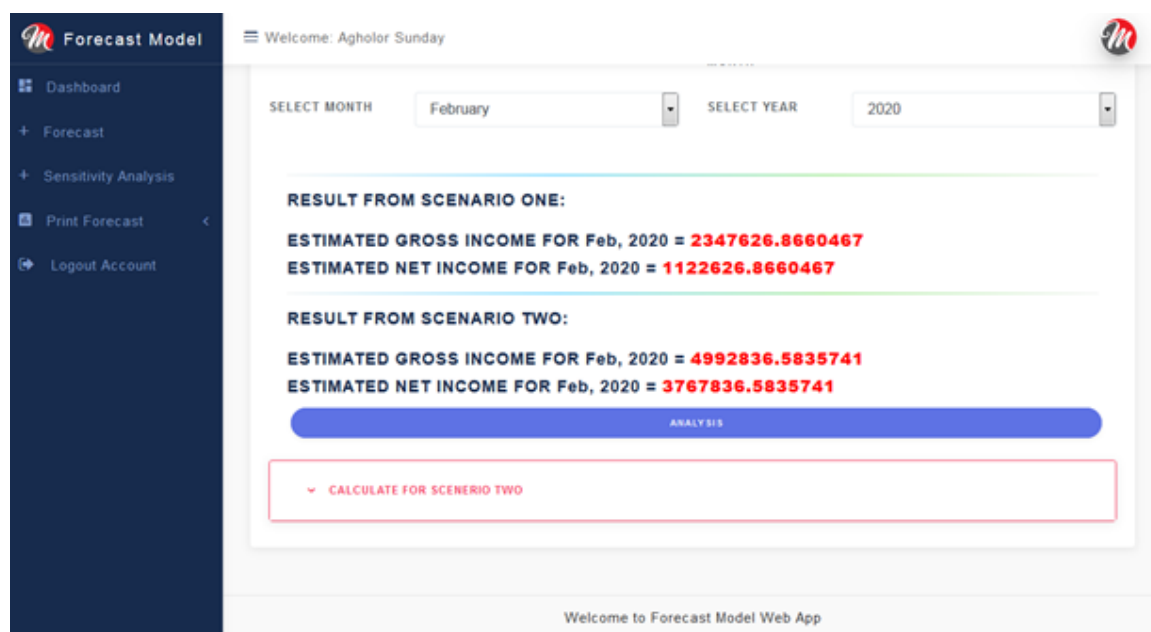 Forecast Model
Welcome: Agholor Sunday
Dashboard
Forecast
Sensitivity Analysis
Print Forecast
Logout Account
SELECT MONTH February SELECT YEAR 2020
RESULT FROM SCENARIO ONE:
ESTIMATED GROSS INCOME FOR Feb, 2020 = 2347626.8660467
ESTIMATED NET INCOME FOR Feb, 2020 = 1122626.8660467
RESULT FROM SCENARIO TWO:
ESTIMATED GROSS INCOME FOR Feb, 2020 = 4992836.5835741
ESTIMATED NET INCOME FOR Feb, 2020 = 3767836.5835741
ANALYSIS
CALCULATE FOR SCENERIO TWO
Welcome to Forecast Model Web App